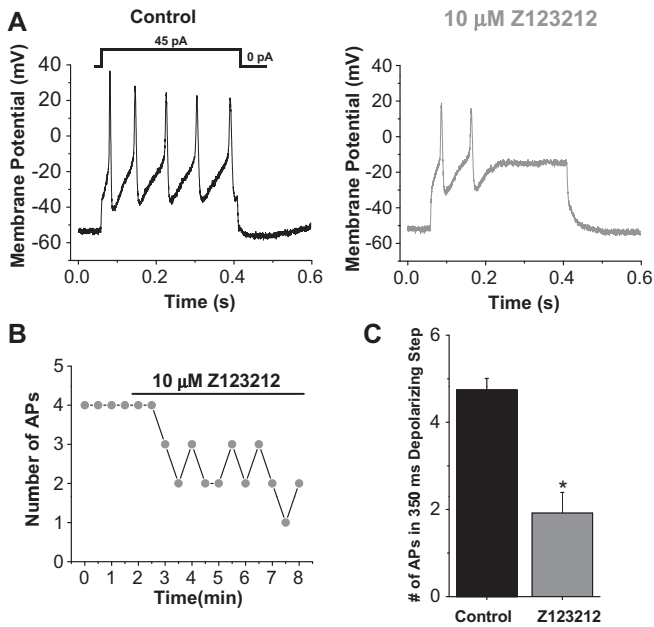 A
Control
45 pA
0 pA
Membrane Potential (mV)
40
20
0
-20
-40
-60
0.0 0.2 0.4 0.6
Time (s)
10 μM Z123212
Membrane Potential (mV)
40
20
0
-20
-40
-60
0.0 0.2 0.4 0.6
Time (s)
B
10 μM Z123212
Number of APs
5
4
3
2
1
0
0 1 2 3 4 5 6 7 8
Time(min)
C
# of APs in 350 ms Depolarizing Step
6
4
2
0
*
Control Z123212